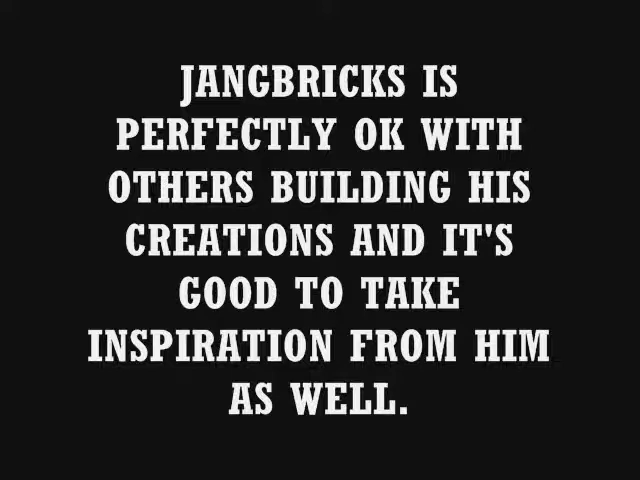 JANGBRICKS IS
PERFECTLY OK WITH
OTHERS BUILDING HIS
CREATIONS AND IT'S
GOOD TO TAKE
INSPIRATION FROM HIM
AS WELL.